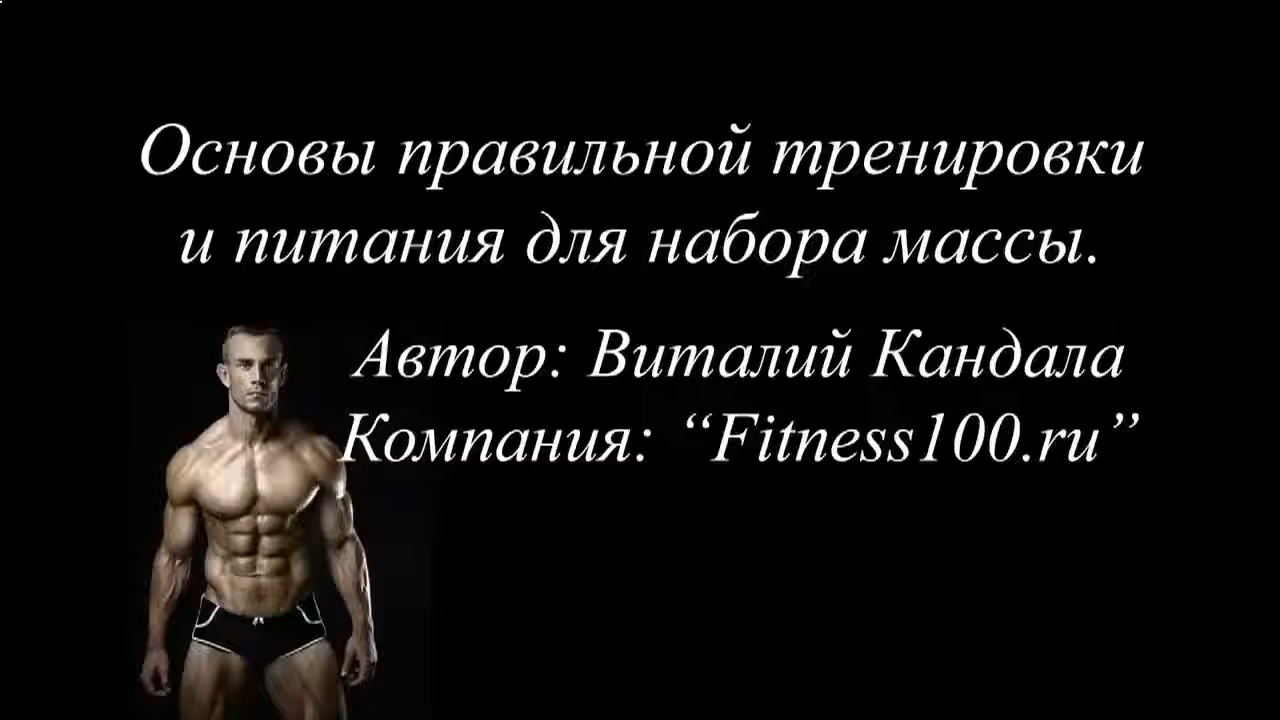 Основы правильной тренировки
и питания для набора массы.
Автор: Виталий Кандала
Компания: “Fitness100.ru”